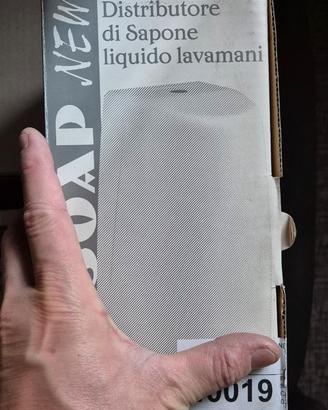 Distributore
di Sapone
liquido lavamani
SOAP NEW
0019